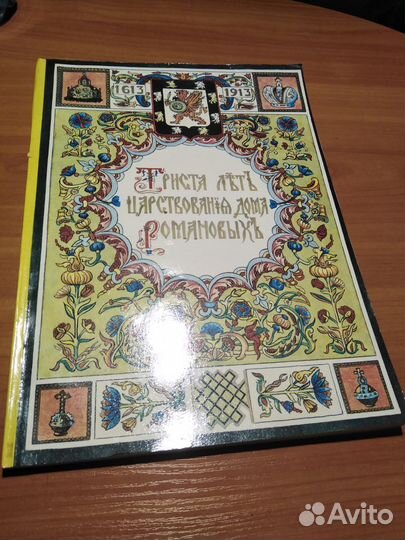 1613 1913
Триста лѣтъ
царствованія дома
Романовыхъ
Avito